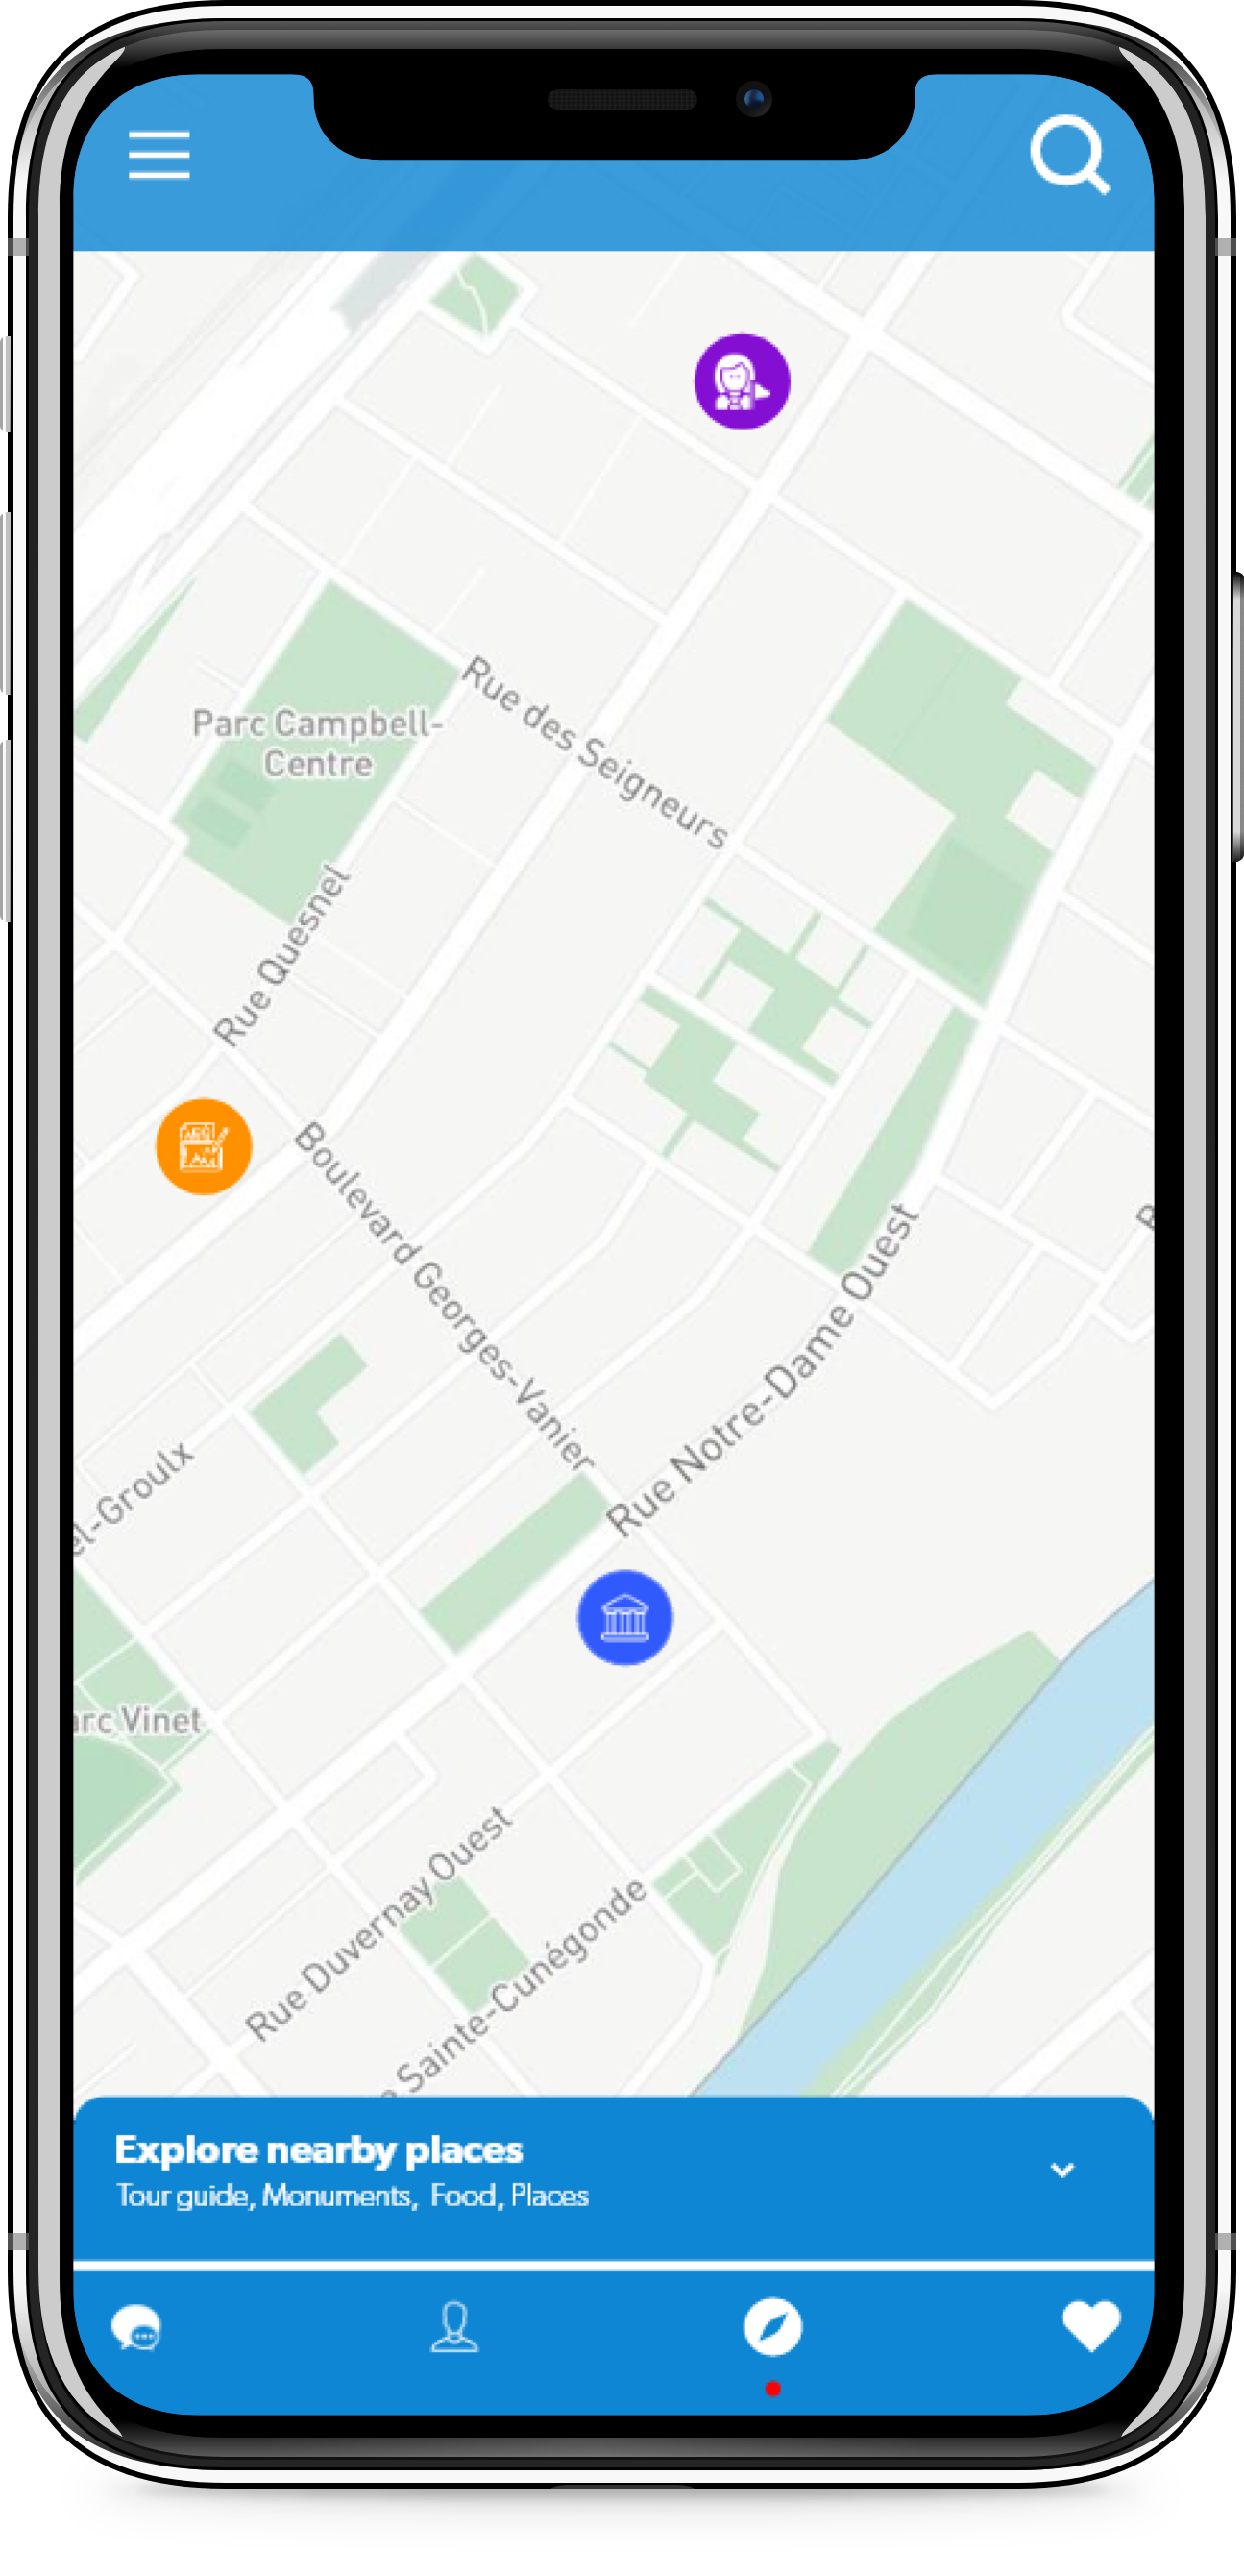 Parc Campbell-
Centre
Rue des Seigneurs
Rue Quesnel
Boulevard Georges-Vanier
Rue Notre-Dame Ouest
el-Groulx
arc Vinet
Rue Duvernay Ouest
Sainte-Cunégonde
Explore nearby places
Tour guide, Monuments, Food, Places